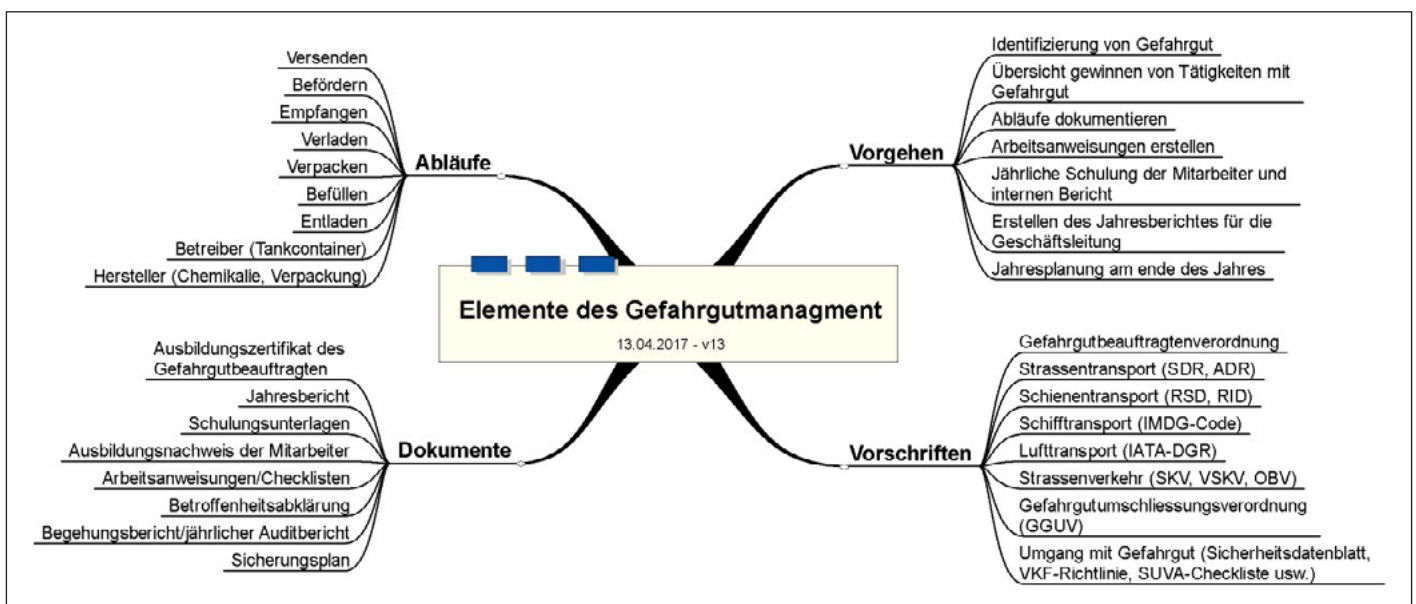 Elemente des Gefahrgutmanagment
13.04.2017 - v13
Abläufe
Versenden
Befördern
Empfangen
Verladen
Verpacken
Befüllen
Entladen
Betreiber (Tankcontainer)
Hersteller (Chemikalie, Verpackung)
Vorgehen
Identifizierung von Gefahrgut
Übersicht gewinnen von Tätigkeiten mit
Gefahrgut
Abläufe dokumentieren
Arbeitsanweisungen erstellen
Jährliche Schulung der Mitarbeiter und
internen Bericht
Erstellen des Jahresberichtes für die
Geschäftsleitung
Jahresplanung am ende des Jahres
Dokumente
Ausbildungszertifikat des
Gefahrgutbeauftragten
Jahresbericht
Schulungsunterlagen
Ausbildungsnachweis der Mitarbeiter
Arbeitsanweisungen/Checklisten
Betroffenheitsabklärung
Begehungsbericht/jährlicher Auditbericht
Sicherungsplan
Vorschriften
Gefahrgutbeauftragtenverordnung
Strassentransport (SDR, ADR)
Schienentransport (RSD, RID)
Schifftransport (IMDG-Code)
Lufttransport (IATA-DGR)
Strassenverkehr (SKV, VSKV, OBV)
Gefahrgutumschliessungsverordnung
(GGUV)
Umgang mit Gefahrgut (Sicherheitsdatenblatt,
VKF-Richtlinie, SUVA-Checkliste usw.)